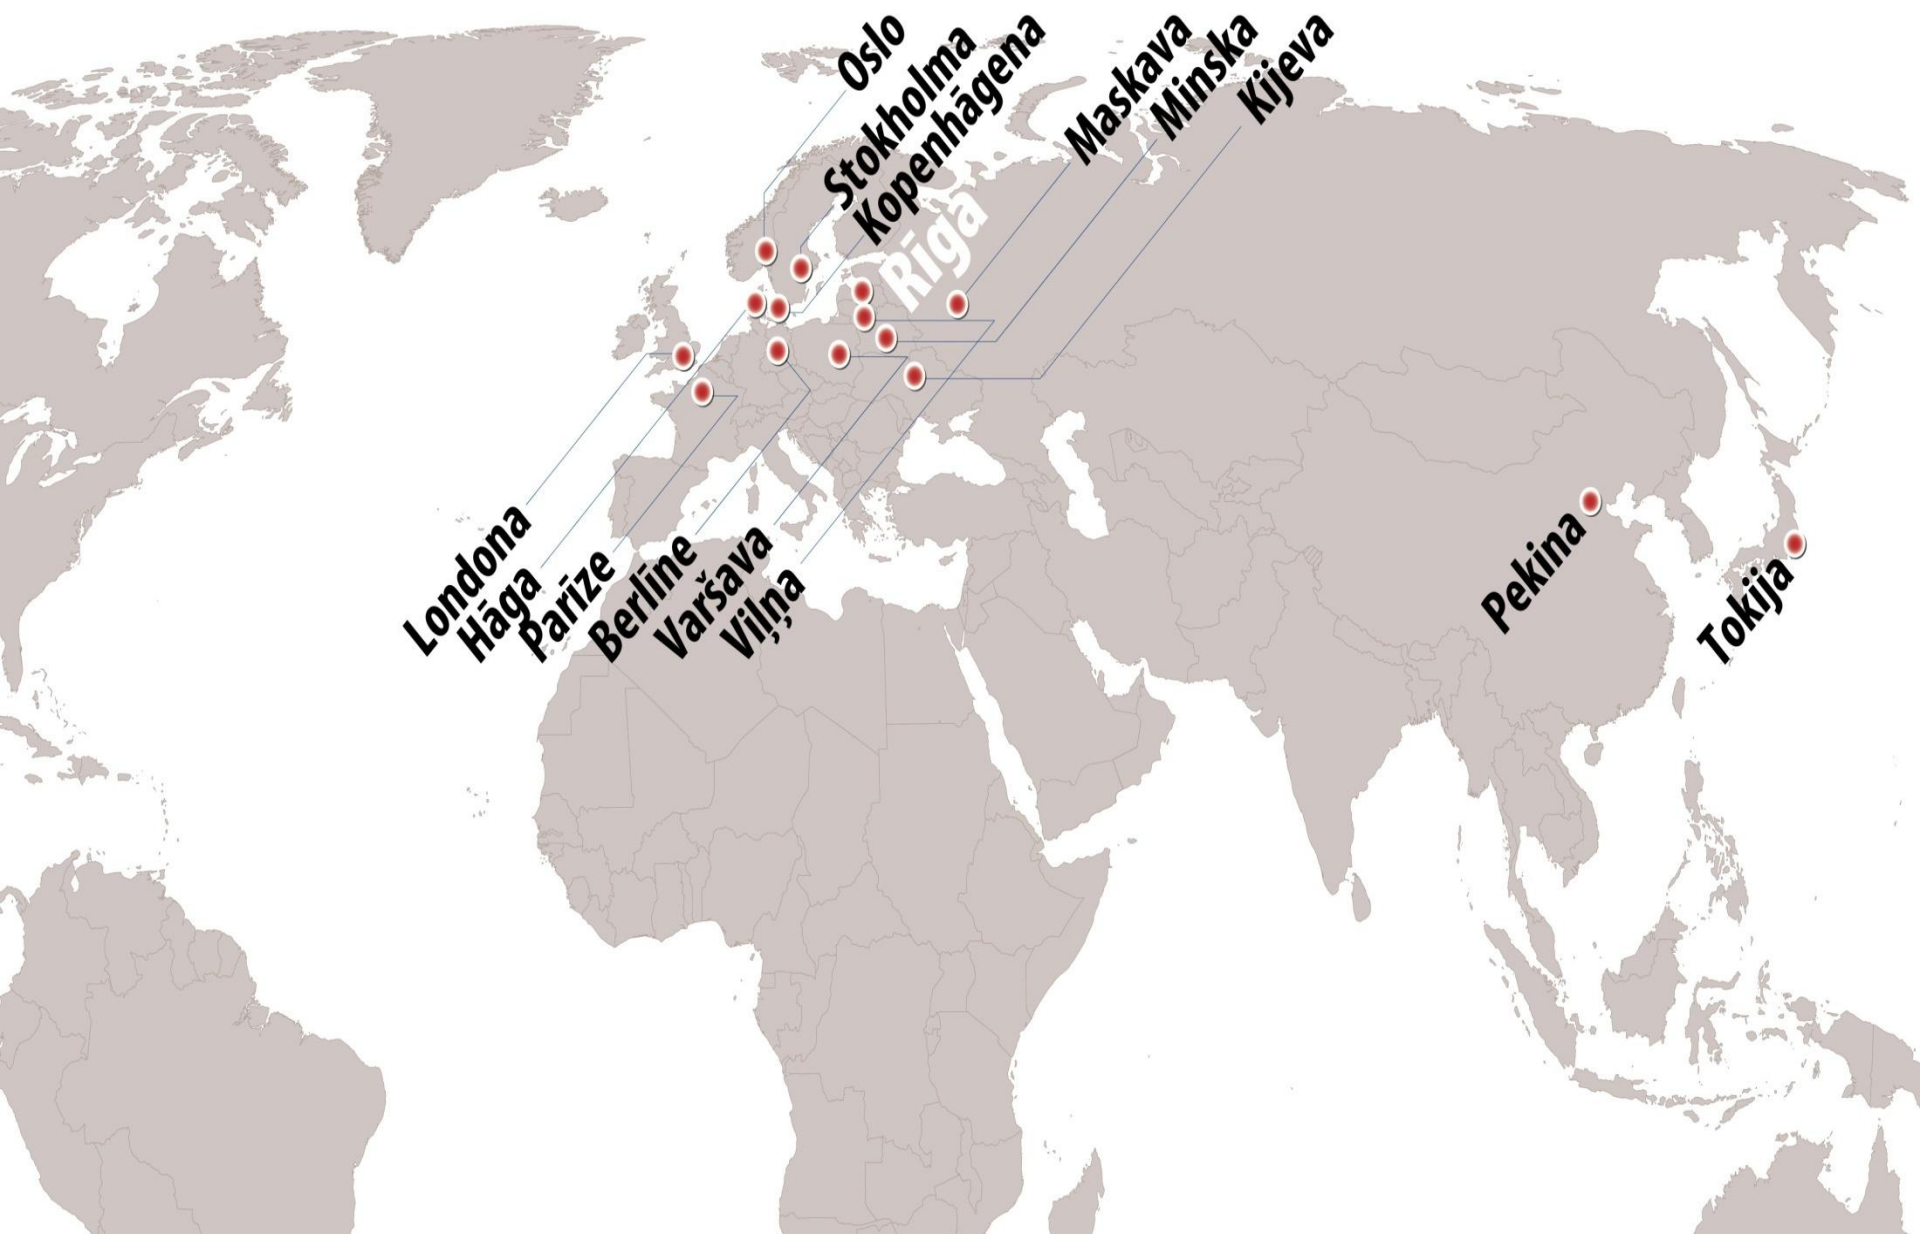 Oslo
Stokholma
Kopenhāgena
Maskava
Minska
Kijeva
Rīga
Londona
Hāga
Parīze
Berlīne
Varšava
Viļņa
Pekina
Tokija